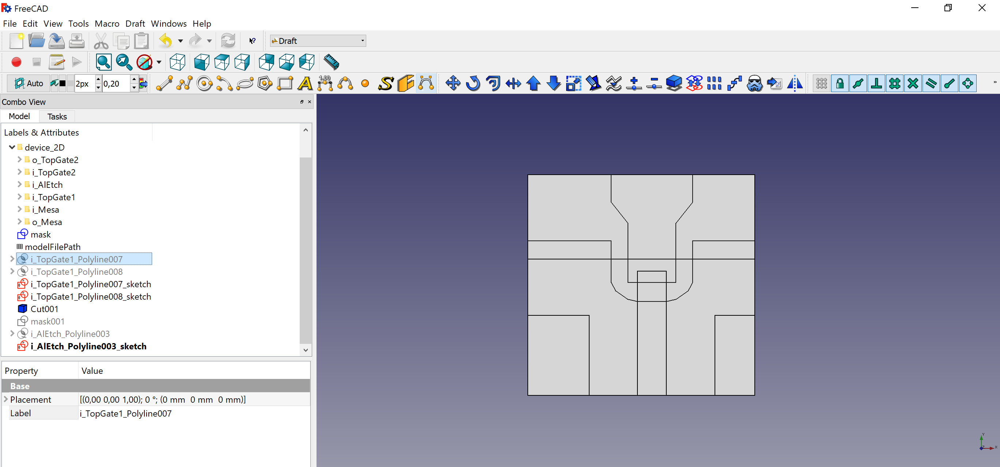 FreeCAD
File Edit View Tools Macro Draft Windows Help
Draft
Auto 2px 0,20 A 1.00 S »
Combo View
Model Tasks
Labels & Attributes
device_2D
o_TopGate2
i_TopGate2
i_AlEtch
i_TopGate1
i_Mesa
o_Mesa
mask
modelFilePath
i_TopGate1_Polyline007
i_TopGate1_Polyline008
i_TopGate1_Polyline007_sketch
i_TopGate1_Polyline008_sketch
Cut001
mask001
i_AlEtch_Polyline003
i_AlEtch_Polyline003_sketch
Property Value
Base
Placement [(0,00 0,00 1,00); 0 °; (0 mm 0 mm 0 mm)]
Label i_TopGate1_Polyline007
Y
Z X